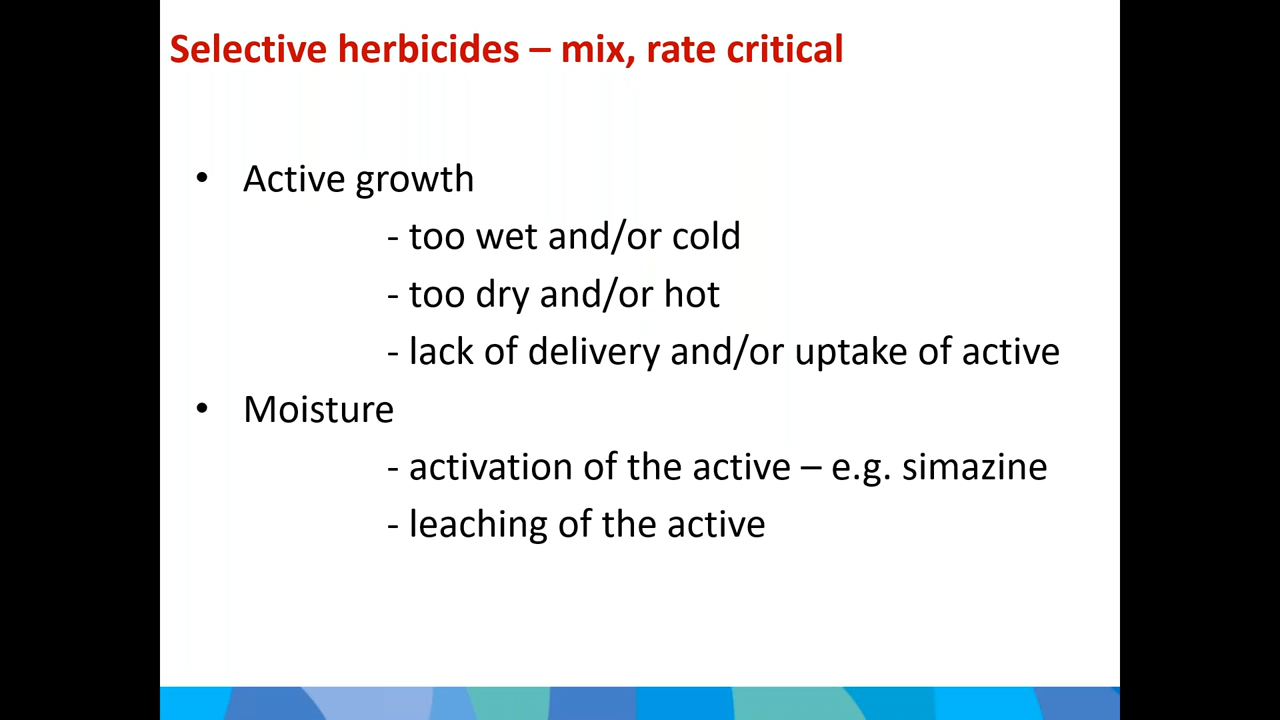 Selective herbicides – mix, rate critical
• Active growth
- too wet and/or cold
- too dry and/or hot
- lack of delivery and/or uptake of active
• Moisture
- activation of the active – e.g. simazine
- leaching of the active